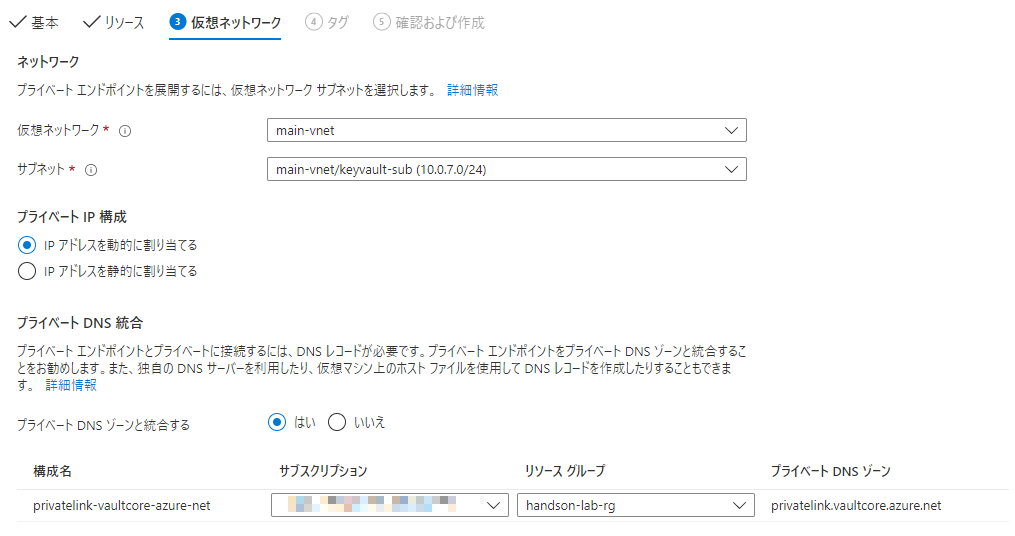 基本 リソース 3 仮想ネットワーク 4 タグ 5 確認および作成
ネットワーク
プライベート エンドポイントを展開するには、仮想ネットワーク サブネットを選択します。 詳細情報
仮想ネットワーク * main-vnet
サブネット * main-vnet/keyvault-sub (10.0.7.0/24)
プライベート IP 構成
IP アドレスを動的に割り当てる
IP アドレスを静的に割り当てる
プライベート DNS 統合
プライベート エンドポイントとプライベートに接続するには、DNS レコードが必要です。プライベート エンドポイントをプライベート DNS ゾーンと統合するこ
とをお勧めします。また、独自の DNS サーバーを利用したり、仮想マシン上のホスト ファイルを使用して DNS レコードを作成したりすることもできま
す。 詳細情報
プライベート DNS ゾーンと統合する はい いいえ
構成名 サブスクリプション リソース グループ プライベート DNS ゾーン
privatelink-vaultcore-azure-net handson-lab-rg privatelink.vaultcore.azure.net